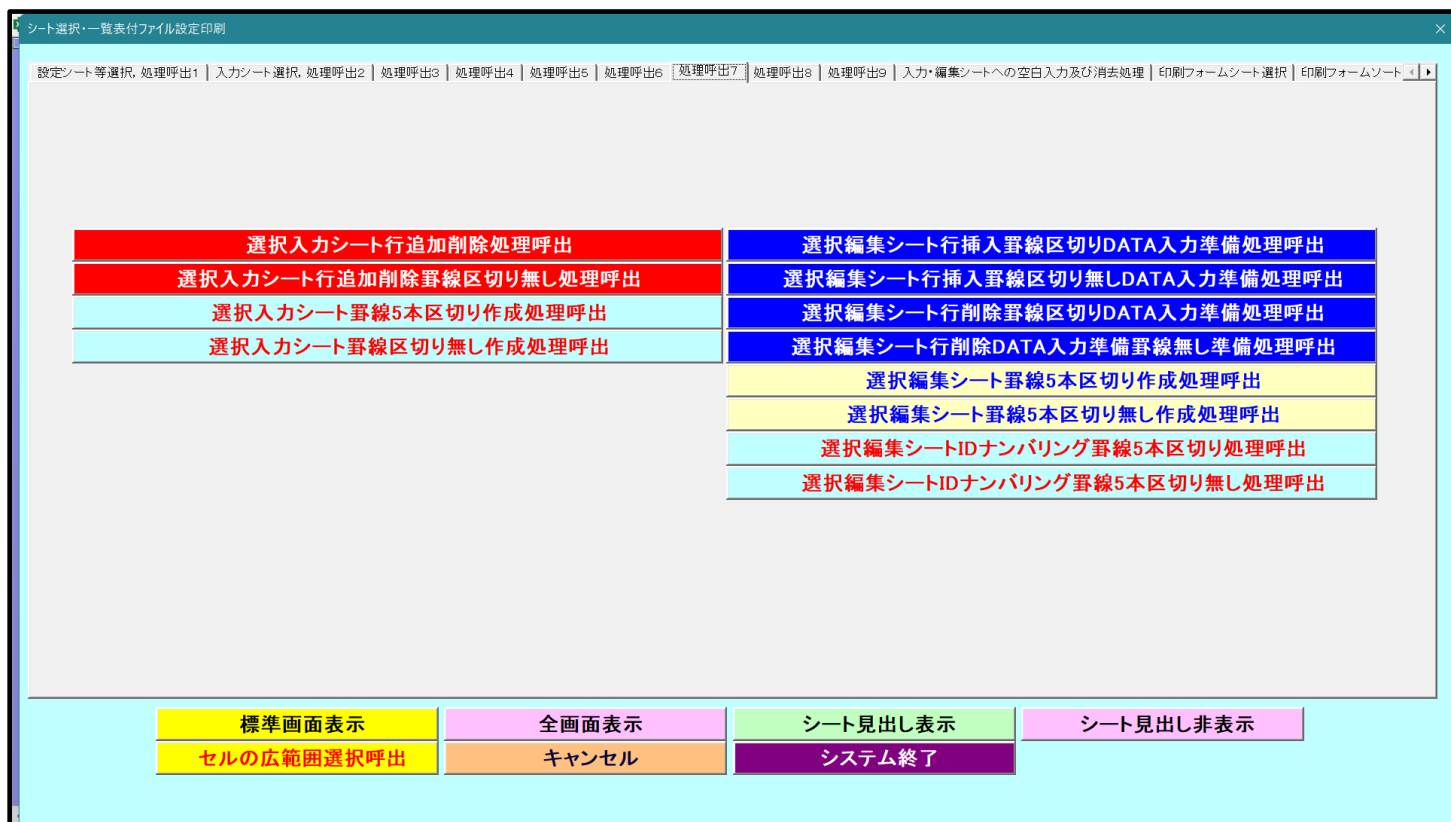 シート選択・一覧表付ファイル設定印刷
設定シート等選択, 処理呼出1 入力シート選択, 処理呼出2 処理呼出3 処理呼出4 処理呼出5 処理呼出6 処理呼出7 処理呼出8 処理呼出9 入力・編集シートへの空白入力及び消去処理 印刷フォームシート選択 印刷フォームソート
選択入力シート行追加削除処理呼出
選択入力シート行追加削除罫線区切り無し処理呼出
選択入力シート罫線5本区切り作成処理呼出
選択入力シート罫線区切り無し作成処理呼出
選択編集シート行挿入罫線区切りDATA入力準備処理呼出
選択編集シート行挿入罫線区切り無しDATA入力準備処理呼出
選択編集シート行削除罫線区切りDATA入力準備処理呼出
選択編集シート行削除DATA入力準備罫線無し準備処理呼出
選択編集シート罫線5本区切り作成処理呼出
選択編集シート罫線5本区切り無し作成処理呼出
選択編集シートIDナンバリング罫線5本区切り処理呼出
選択編集シートIDナンバリング罫線5本区切り無し処理呼出
標準画面表示 全画面表示 シート見出し表示 シート見出し非表示
セルの広範囲選択呼出 キャンセル システム終了